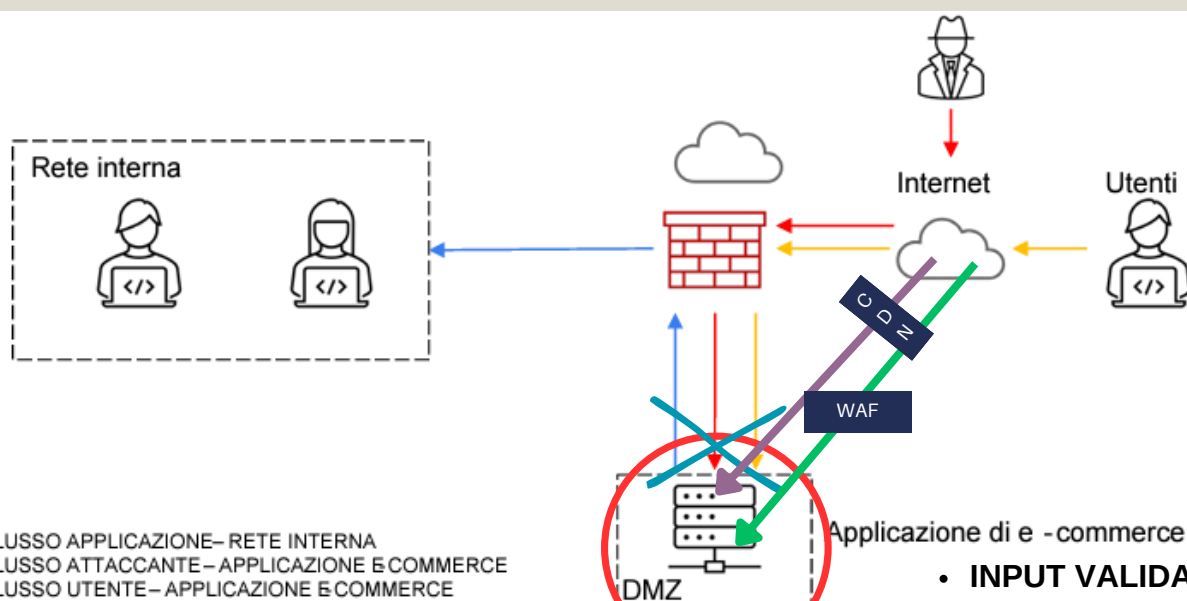 Rete interna
Internet
Utenti
CDN
WAF
LUSSO APPLICAZIONE– RETE INTERNA
LUSSO ATTACCANTE – APPLICAZIONE E COMMERCE
LUSSO UTENTE – APPLICAZIONE E COMMERCE
Applicazione di e - commerce
• INPUT VALIDA
DMZ